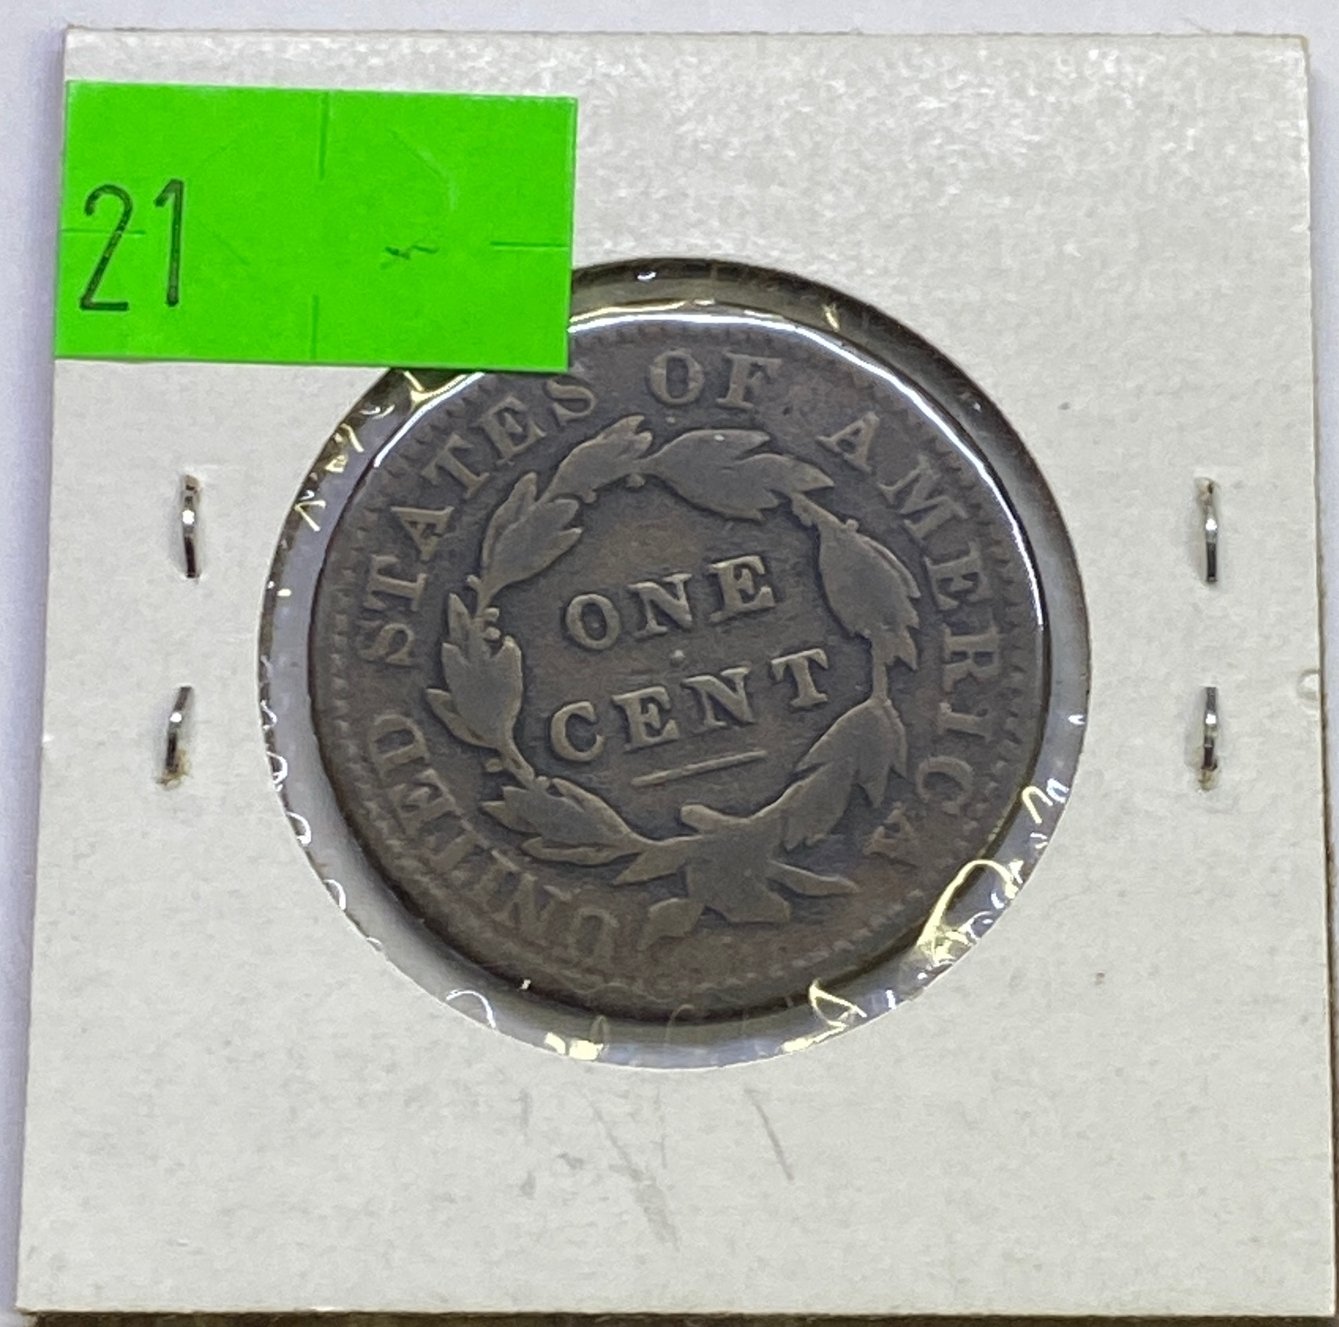 21
UNITED STATES OF AMERICA
ONE
CENT